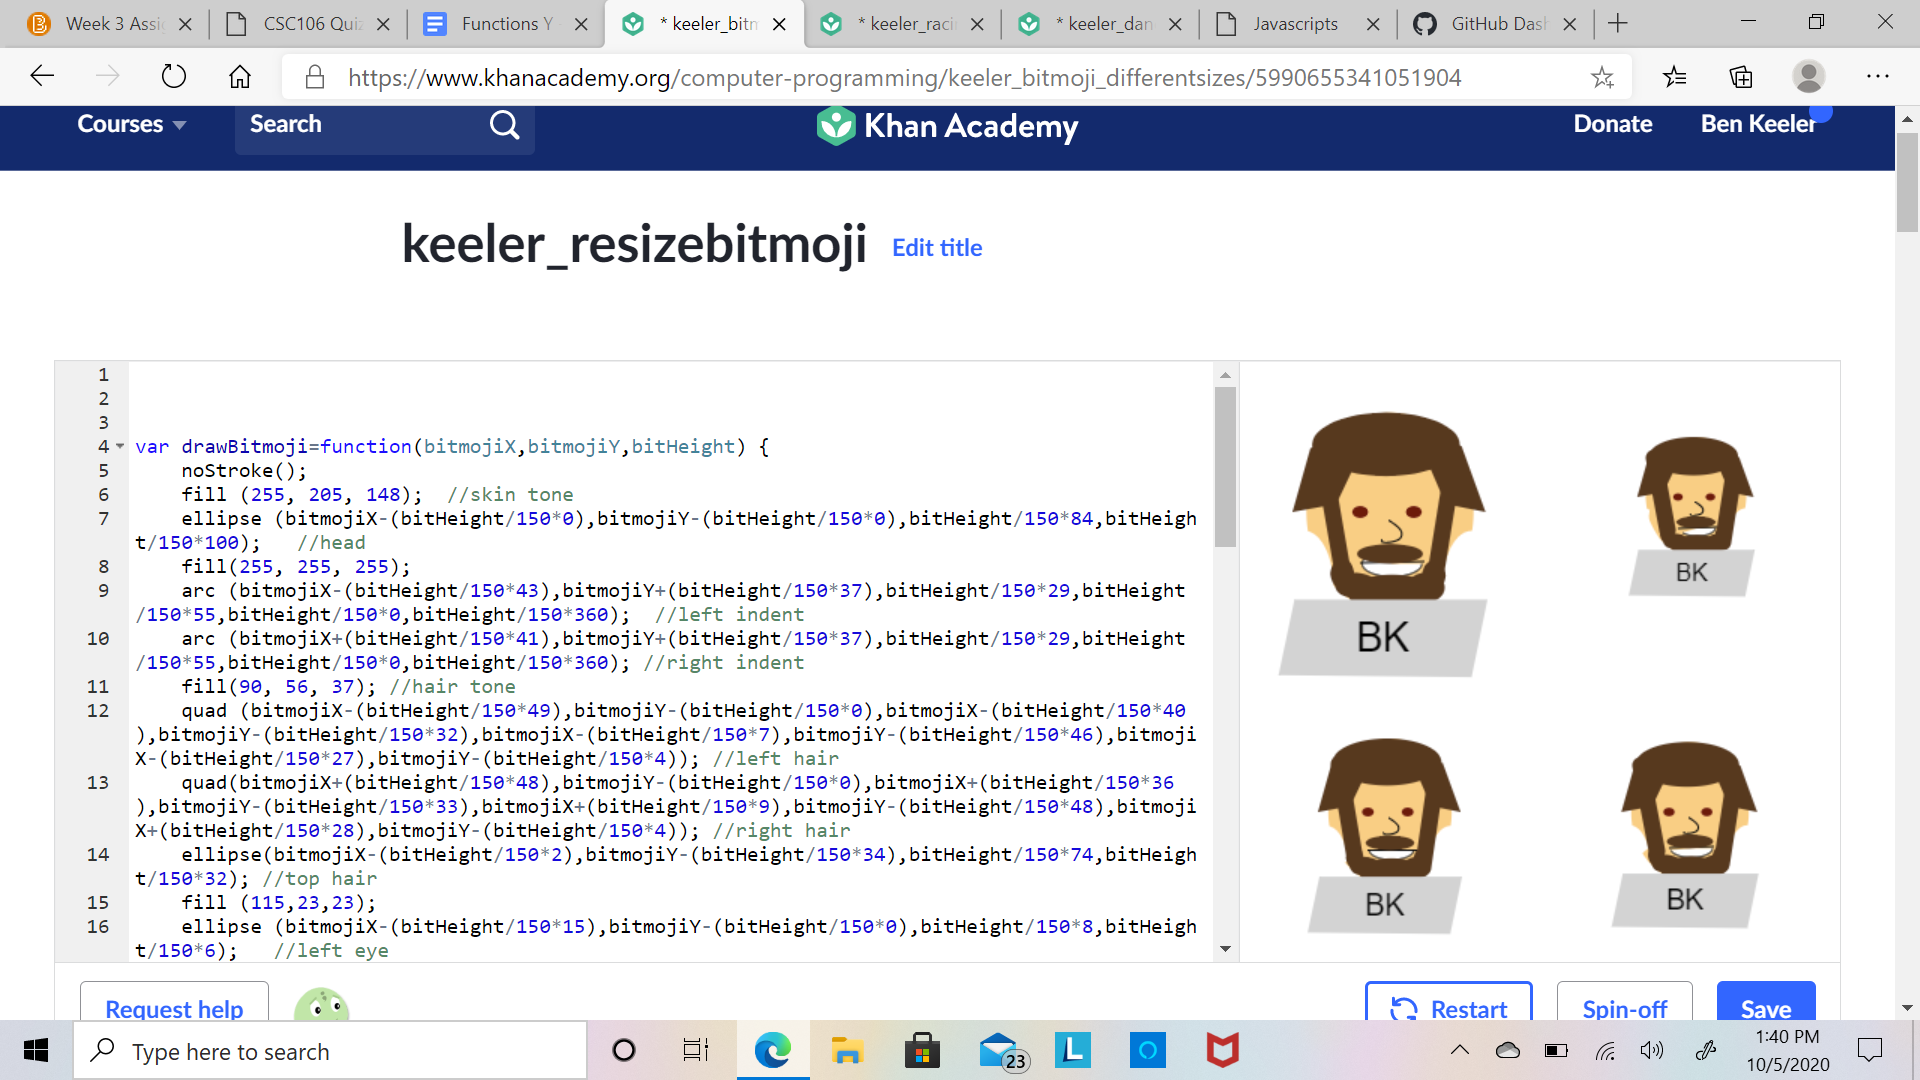 Week 3 Assi
CSC106 Qui
Functions Y
* keeler_bitm
* keeler_raci
* keeler_dan
Javascripts
GitHub Dash
https://www.khanacademy.org/computer-programming/keeler_bitmoji_differentsizes/5990655341051904
Courses
Search
Khan Academy
Donate
Ben Keeler
keeler_resizebitmoji
Edit title
1
2
3
4 var drawBitmoji=function(bitmojiX,bitmojiY,bitHeight) {
5 noStroke();
6 fill (255, 205, 148);  //skin tone
7 ellipse (bitmojiX-(bitHeight/150*0),bitmojiY-(bitHeight/150*0),bitHeight/150*84,bitHeigh
t/150*100);   //head
8 fill(255, 255, 255);
9 arc (bitmojiX-(bitHeight/150*43),bitmojiY+(bitHeight/150*37),bitHeight/150*29,bitHeight
/150*55,bitHeight/150*0,bitHeight/150*360);  //left indent
10 arc (bitmojiX+(bitHeight/150*41),bitmojiY+(bitHeight/150*37),bitHeight/150*29,bitHeight
/150*55,bitHeight/150*0,bitHeight/150*360); //right indent
11 fill(90, 56, 37); //hair tone
12 quad (bitmojiX-(bitHeight/150*49),bitmojiY-(bitHeight/150*0),bitmojiX-(bitHeight/150*40
),bitmojiY-(bitHeight/150*32),bitmojiX-(bitHeight/150*7),bitmojiY-(bitHeight/150*46),bitmoji
X-(bitHeight/150*27),bitmojiY-(bitHeight/150*4)); //left hair
13 quad(bitmojiX+(bitHeight/150*48),bitmojiY-(bitHeight/150*0),bitmojiX+(bitHeight/150*36
),bitmojiY-(bitHeight/150*33),bitmojiX+(bitHeight/150*9),bitmojiY-(bitHeight/150*48),bitmoji
X+(bitHeight/150*28),bitmojiY-(bitHeight/150*4)); //right hair
14 ellipse(bitmojiX-(bitHeight/150*2),bitmojiY-(bitHeight/150*34),bitHeight/150*74,bitHeigh
t/150*32); //top hair
15 fill (115,23,23);
16 ellipse (bitmojiX-(bitHeight/150*15),bitmojiY-(bitHeight/150*0),bitHeight/150*8,bitHeigh
t/150*6);   //left eye
BK
BK
BK
BK
Request help
Restart
Spin-off
Save
Type here to search
23
L
1:40 PM
10/5/2020